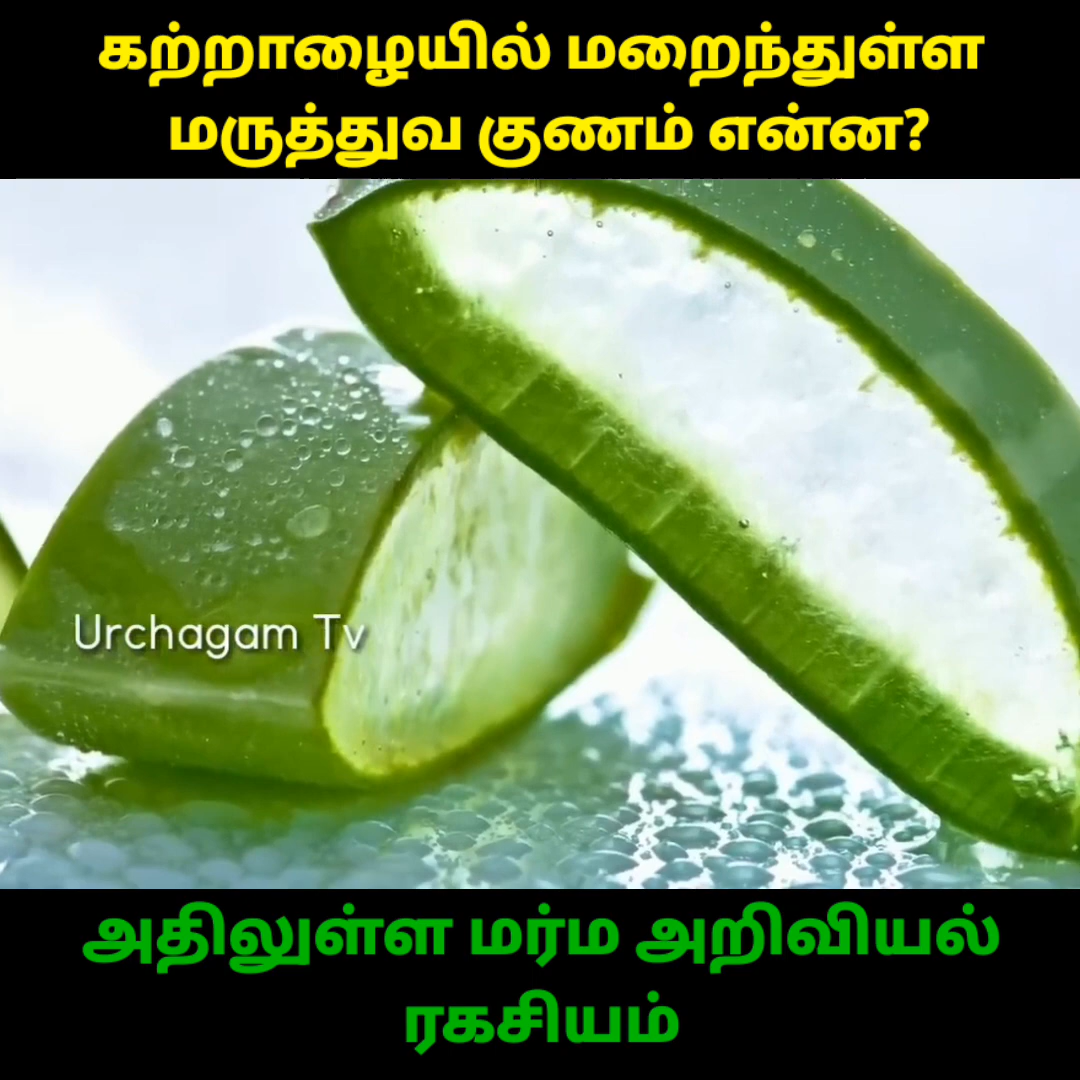 கற்றாழையில் மறைந்துள்ள
மருத்துவ குணம் என்ன?
Urchagam Tv
அதிலுள்ள மர்ம அறிவியல்
ரகசியம்